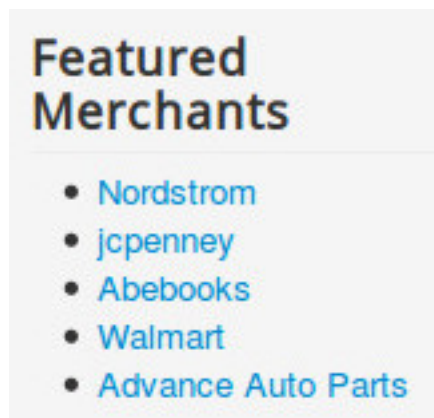 Featured
Merchants
Nordstrom
jcpenney
Abebooks
Walmart
Advance Auto Parts